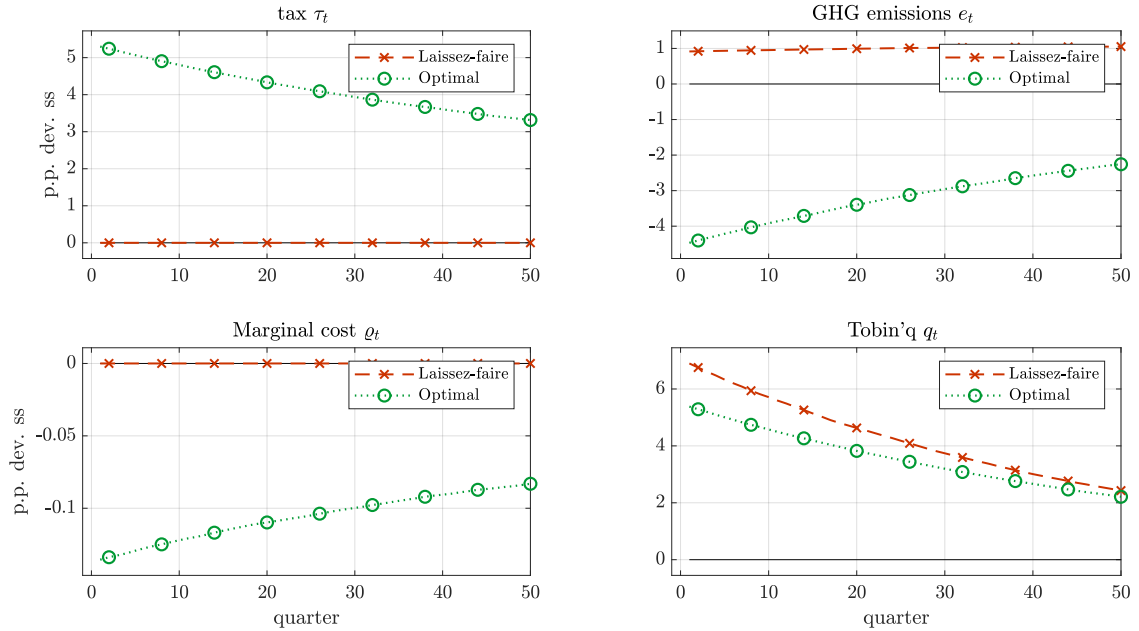 tax τₜ
p.p. dev. ss
5
4
3
2
1
0
0 10 20 30 40 50
Laissez-faire
Optimal
GHG emissions eₜ
1
0
-1
-2
-3
-4
0 10 20 30 40 50
Laissez-faire
Optimal
Marginal cost ϱₜ
p.p. dev. ss
0
-0.05
-0.1
0 10 20 30 40 50
quarter
Laissez-faire
Optimal
Tobin'q qₜ
6
4
2
0
0 10 20 30 40 50
quarter
Laissez-faire
Optimal